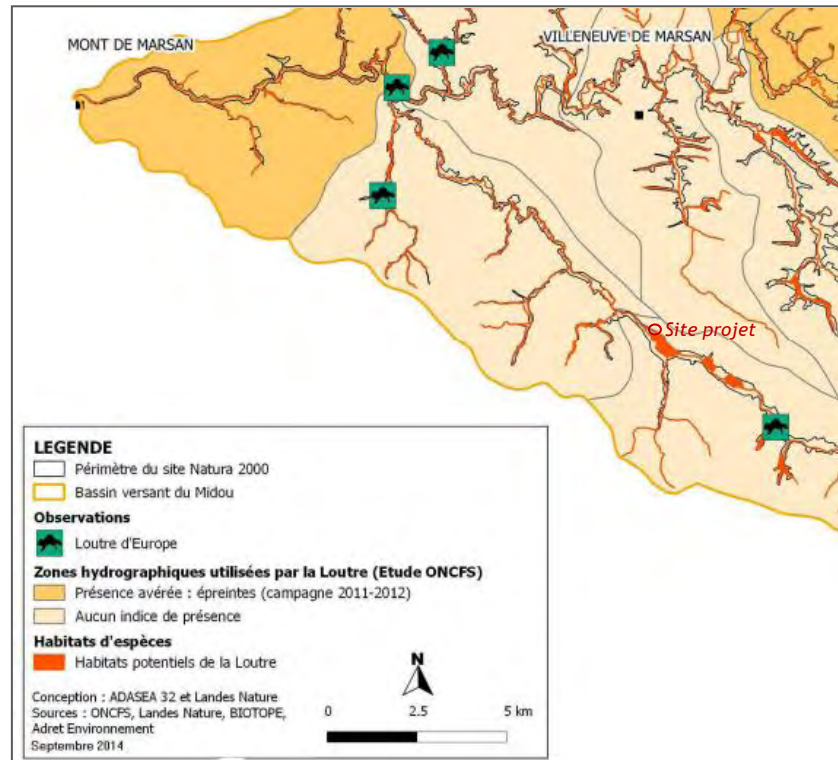 MONT DE MARSAN
VILLENEUVE DE MARSAN
Site projet
LEGENDE
Périmètre du site Natura 2000
Bassin versant du Midou
Observations
Loutre d'Europe
Zones hydrographiques utilisées par la Loutre (Etude ONCFS)
Présence avérée : épreintes (campagne 2011-2012)
Aucun indice de présence
Habitats d'espèces
Habitats potentiels de la Loutre
Conception : ADASEA 32 et Landes Nature
Sources : ONCFS, Landes Nature, BIOTOPE,
Adret Environnement
Septembre 2014
N
0 2.5 5 km